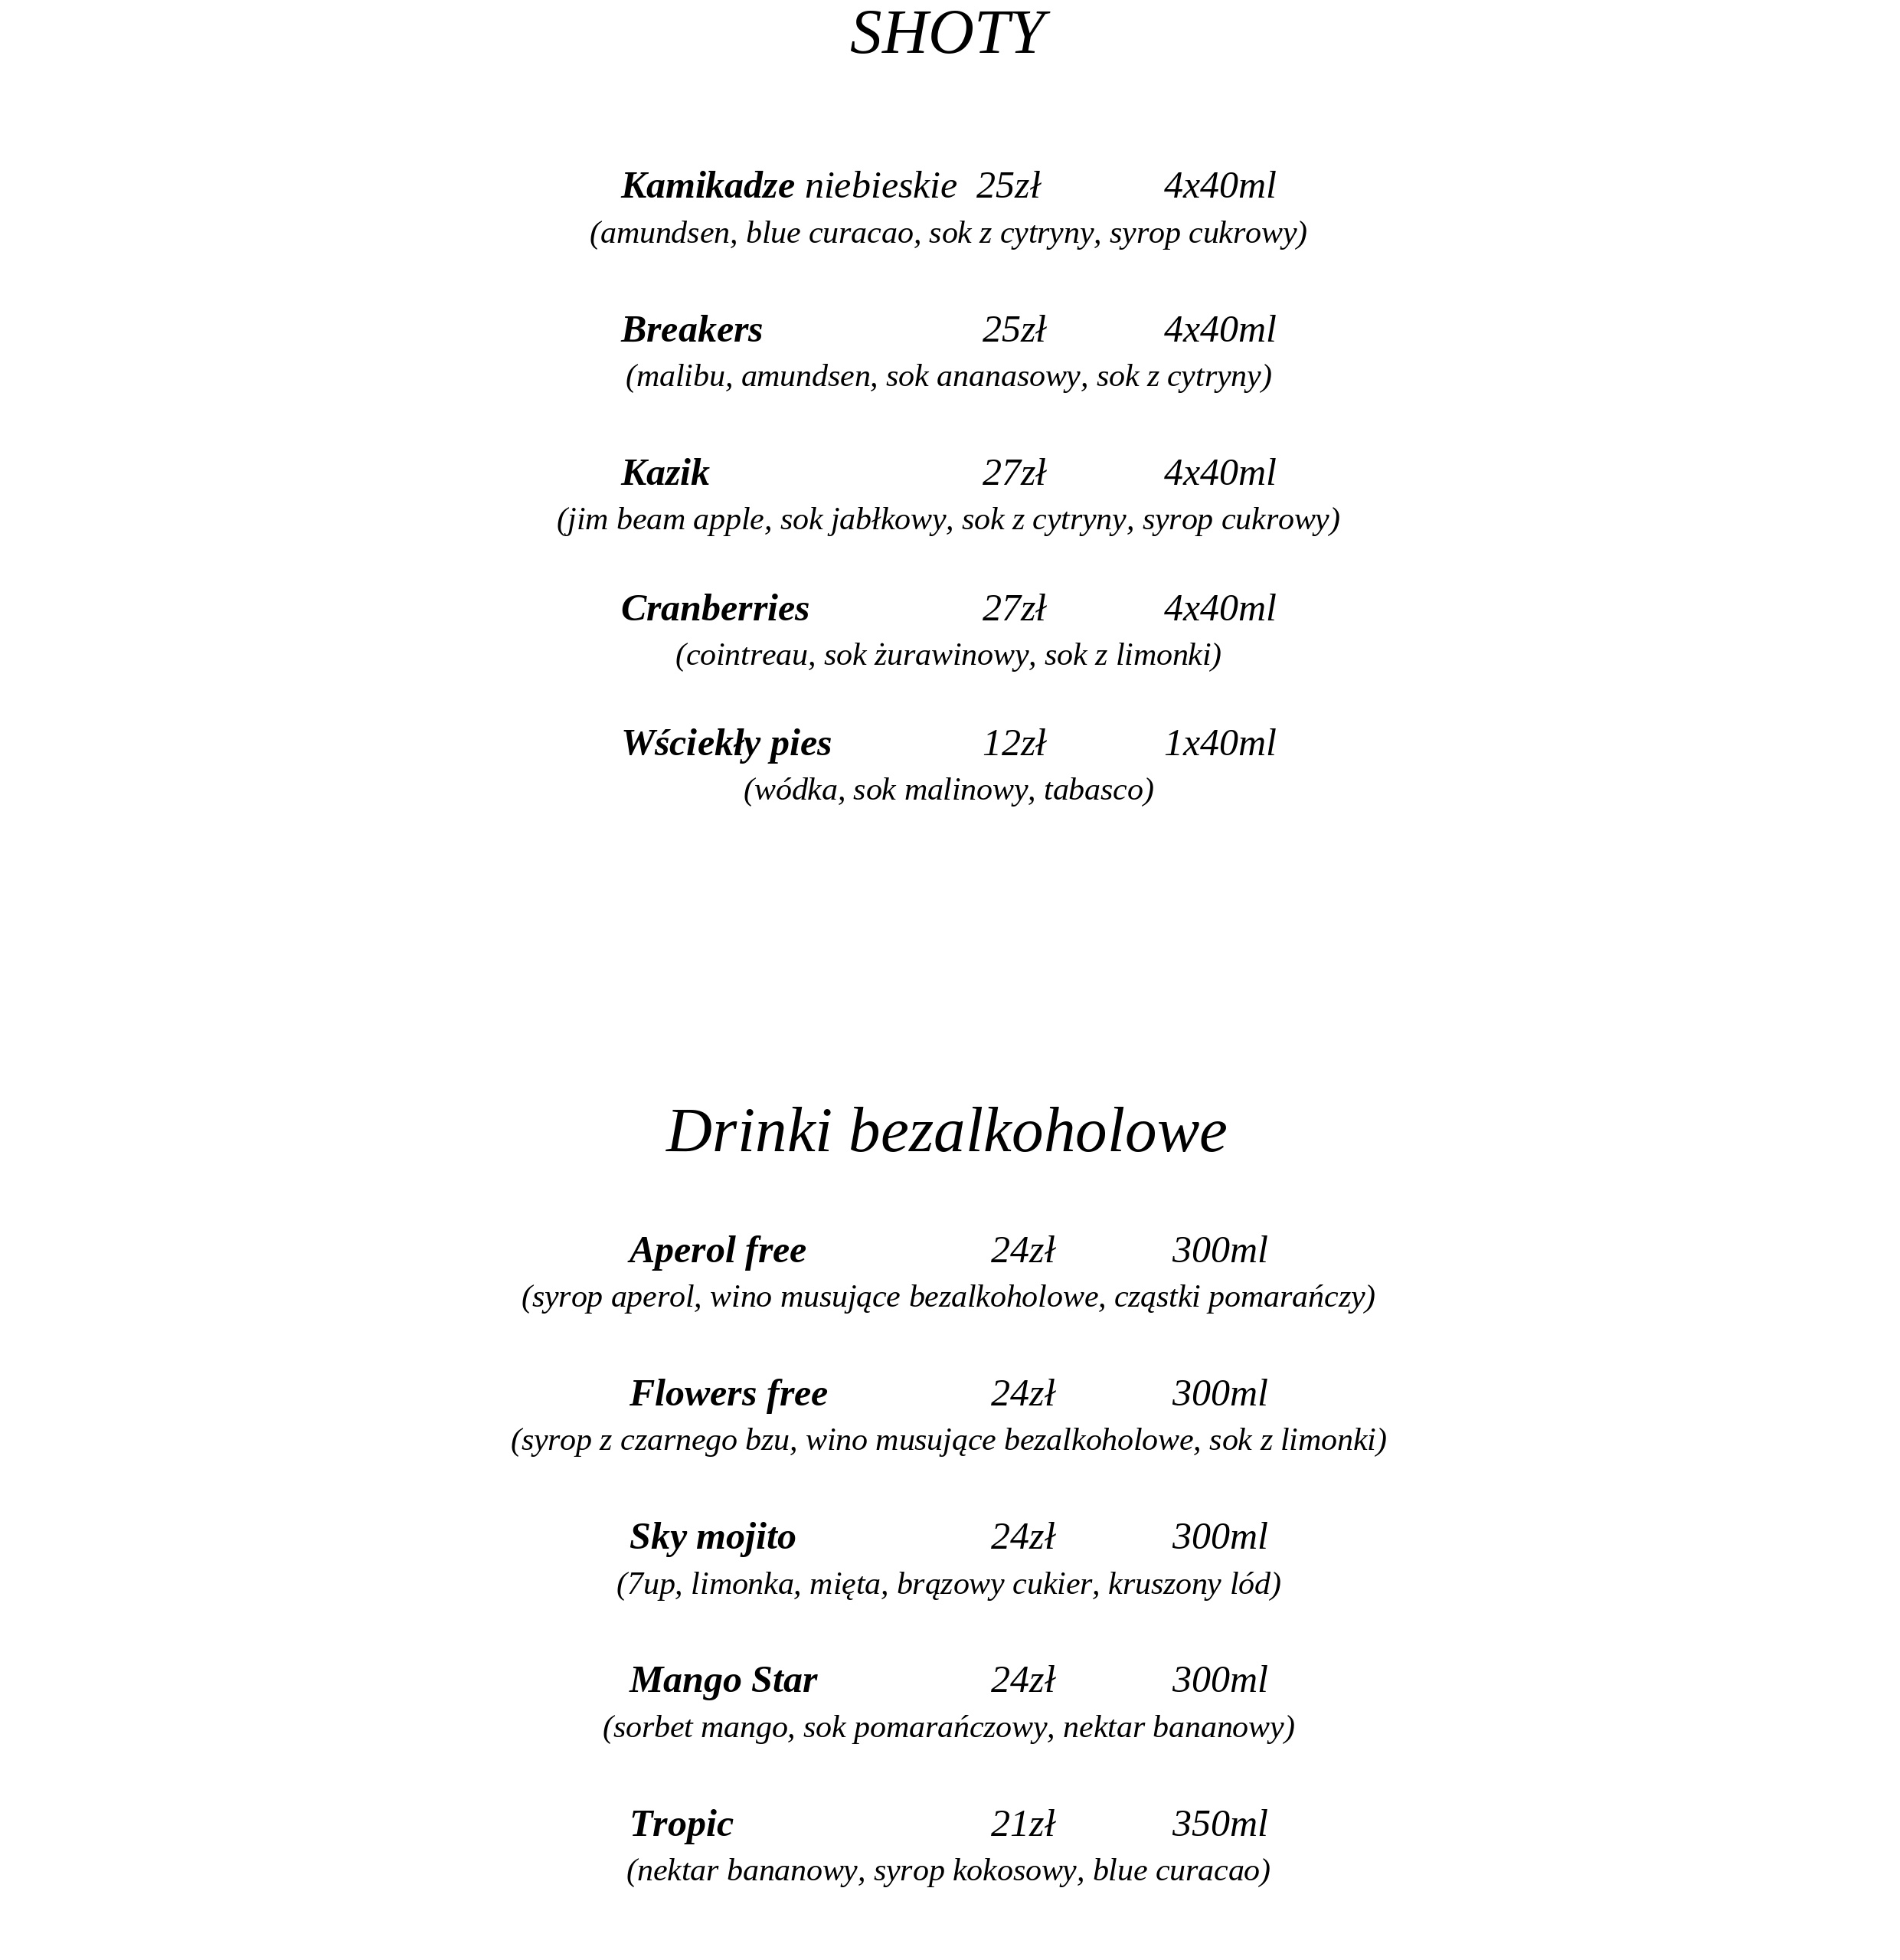 SHOTY
Kamikadze niebieskie 25zł 4x40ml
(amundsen, blue curacao, sok z cytryny, syrop cukrowy)
Breakers 25zł 4x40ml
(malibu, amundsen, sok ananasowy, sok z cytryny)
Kazik 27zł 4x40ml
(jim beam apple, sok jabłkowy, sok z cytryny, syrop cukrowy)
Cranberries 27zł 4x40ml
(cointreau, sok żurawinowy, sok z limonki)
Wściekły pies 12zł 1x40ml
(wódka, sok malinowy, tabasco)
Drinki bezalkoholowe
Aperol free 24zł 300ml
(syrop aperol, wino musujące bezalkoholowe, cząstki pomarańczy)
Flowers free 24zł 300ml
(syrop z czarnego bzu, wino musujące bezalkoholowe, sok z limonki)
Sky mojito 24zł 300ml
(7up, limonka, mięta, brązowy cukier, kruszony lód)
Mango Star 24zł 300ml
(sorbet mango, sok pomarańczowy, nektar bananowy)
Tropic 21zł 350ml
(nektar bananowy, syrop kokosowy, blue curacao)